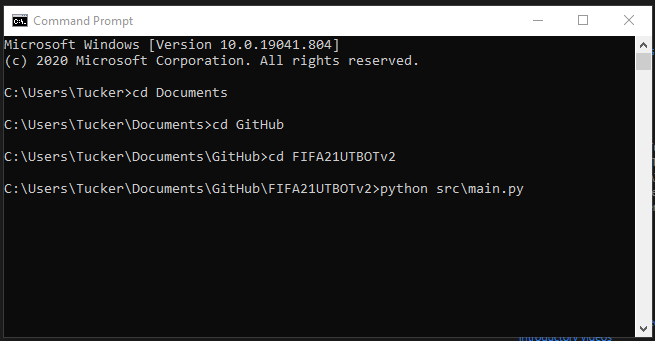 Command Prompt
Microsoft Windows [Version 10.0.19041.804]
(c) 2020 Microsoft Corporation. All rights reserved.
C:\Users\Tucker>cd Documents
C:\Users\Tucker\Documents>cd GitHub
C:\Users\Tucker\Documents\GitHub>cd FIFA21UTBOTv2
C:\Users\Tucker\Documents\GitHub\FIFA21UTBOTv2>python src\main.py
introductory videos